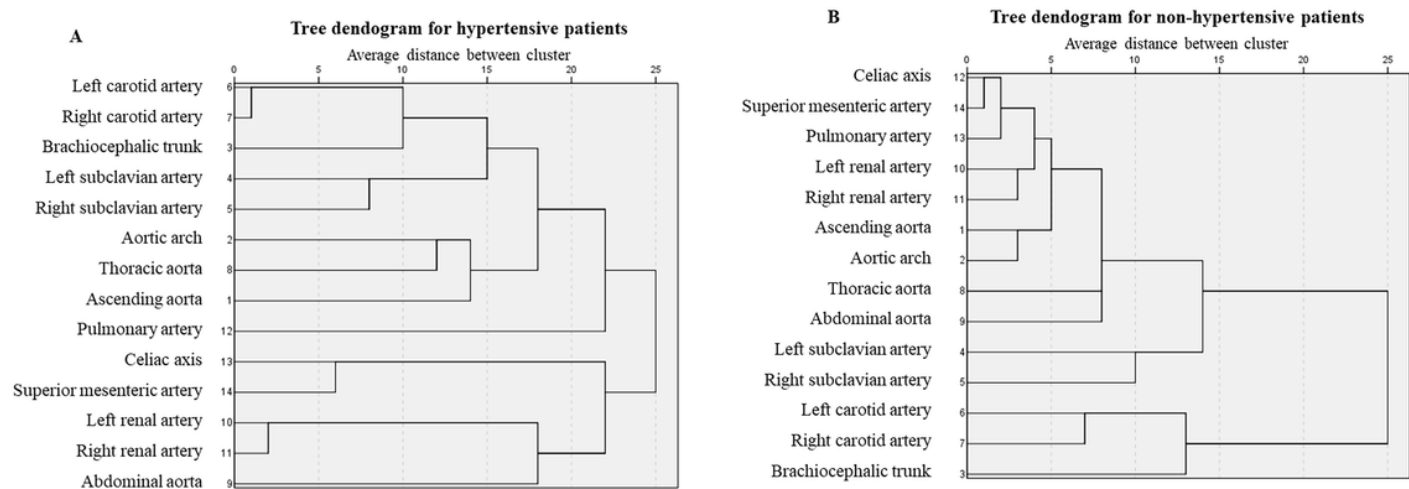 A
Tree dendogram for hypertensive patients
Average distance between cluster
0 5 10 15 20 25
Left carotid artery 6
Right carotid artery 7
Brachiocephalic trunk 3
Left subclavian artery 4
Right subclavian artery 5
Aortic arch 2
Thoracic aorta 8
Ascending aorta 1
Pulmonary artery 12
Celiac axis 13
Superior mesenteric artery 14
Left renal artery 10
Right renal artery 11
Abdominal aorta 9
B
Tree dendogram for non-hypertensive patients
Average distance between cluster
0 5 10 15 20 25
Celiac axis 12
Superior mesenteric artery 14
Pulmonary artery 13
Left renal artery 10
Right renal artery 11
Ascending aorta 1
Aortic arch 2
Thoracic aorta 8
Abdominal aorta 9
Left subclavian artery 4
Right subclavian artery 5
Left carotid artery 6
Right carotid artery 7
Brachiocephalic trunk 3